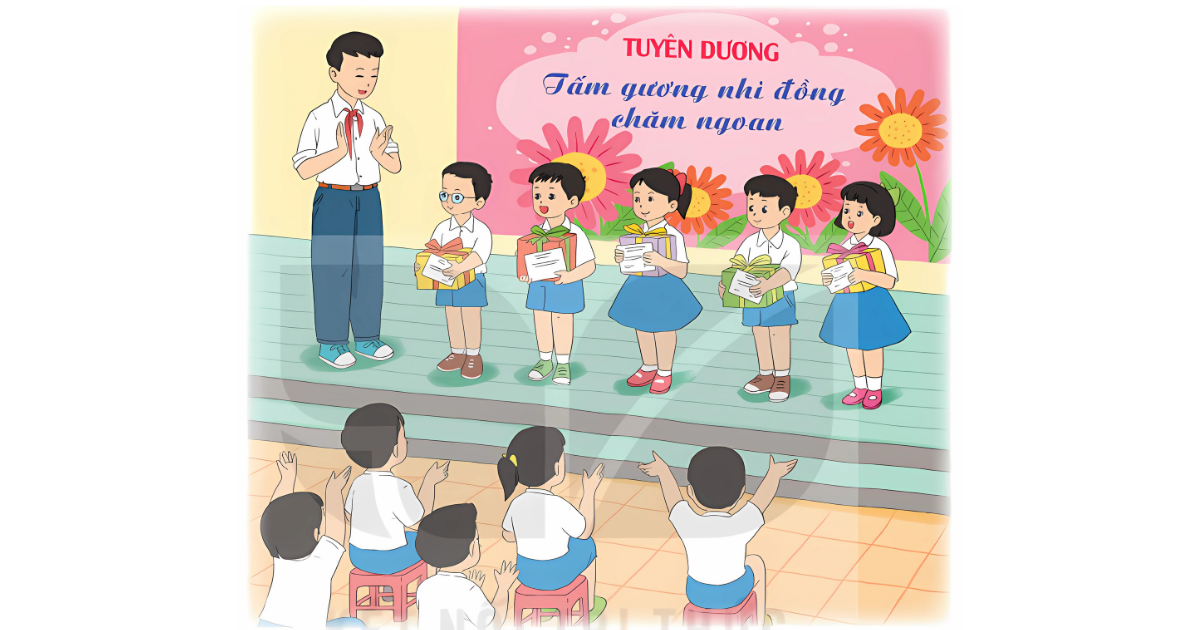 TUYÊN DƯƠNG
Tấm gương nhi đồng
chăm ngoan